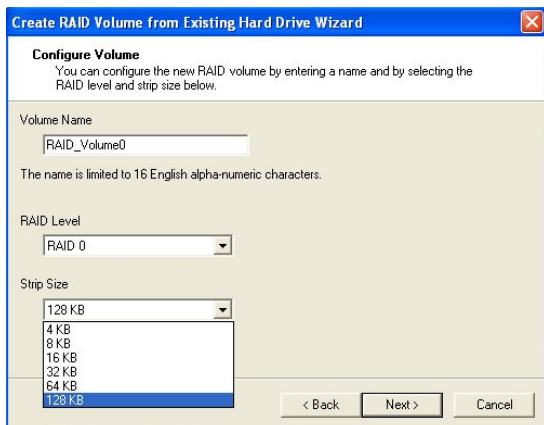 Create RAID Volume from Existing Hard Drive Wizard
Configure Volume
You can configure the new RAID volume by entering a name and by selecting the
RAID level and strip size below.
Volume Name
RAID_Volume0
The name is limited to 16 English alpha-numeric characters.
RAID Level
RAID 0
Strip Size
128 KB
4 KB
8 KB
16 KB
32 KB
64 KB
128 KB
< Back
Next >
Cancel